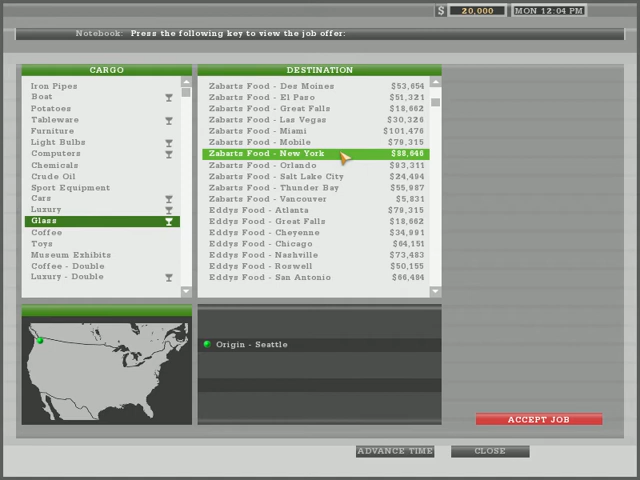 $ 20,000 MON 12:04 PM
Notebook: Press the following key to view the job offer:
CARGO
Iron Pipes
Boat
Potatoes
Tableware
Furniture
Light Bulbs
Computers
Chemicals
Crude Oil
Sport Equipment
Cars
Luxury
Glass
Coffee
Toys
Museum Exhibits
Coffee - Double
Luxury - Double
DESTINATION
Zabarts Food - Des Moines $53,654
Zabarts Food - El Paso $51,321
Zabarts Food - Great Falls $18,662
Zabarts Food - Las Vegas $30,326
Zabarts Food - Miami $101,476
Zabarts Food - Mobile $79,315
Zabarts Food - New York $88,646
Zabarts Food - Orlando $93,311
Zabarts Food - Salt Lake City $24,494
Zabarts Food - Thunder Bay $55,987
Zabarts Food - Vancouver $5,831
Eddys Food - Atlanta $79,315
Eddys Food - Great Falls $18,662
Eddys Food - Cheyenne $34,991
Eddys Food - Chicago $64,151
Eddys Food - Nashville $73,483
Eddys Food - Roswell $50,155
Eddys Food - San Antonio $66,484
Origin - Seattle
ACCEPT JOB
ADVANCE TIME
CLOSE